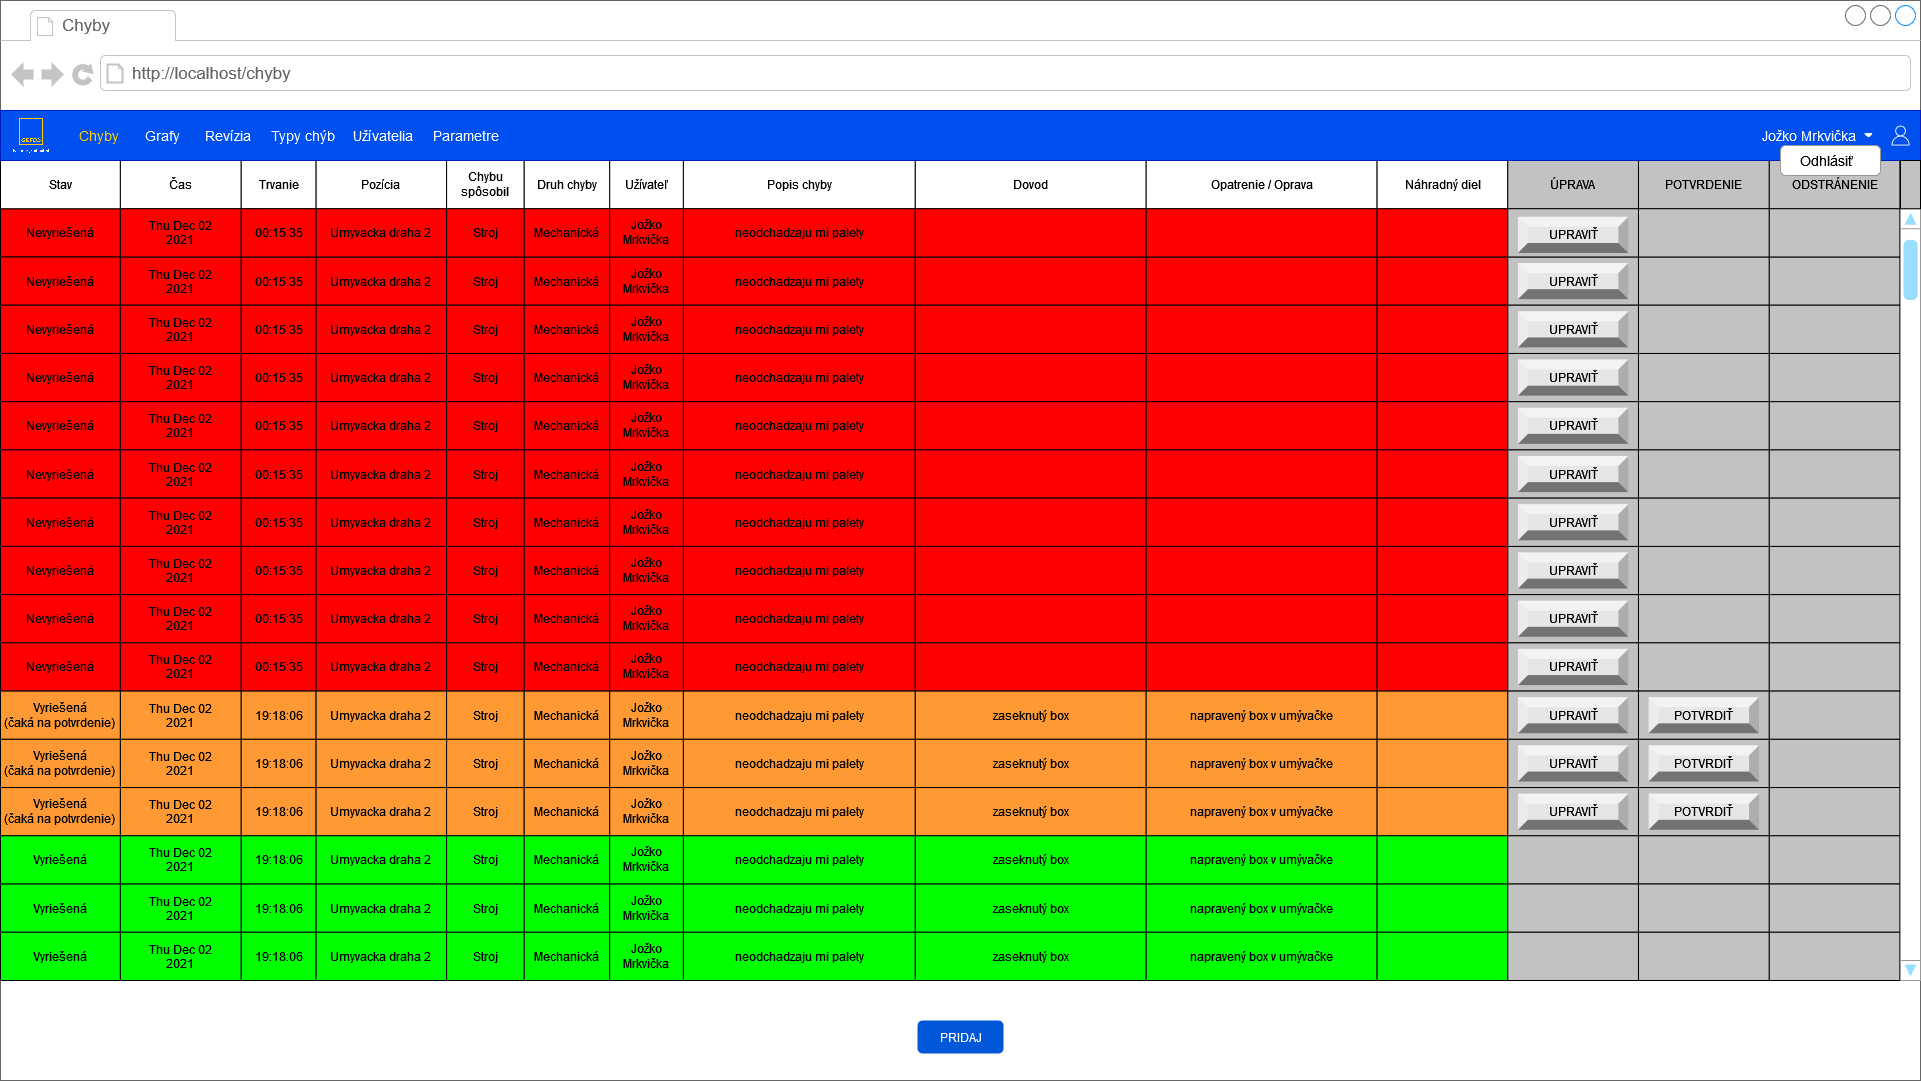 Chyby
http://localhost/chyby
GEFCO
Chyby Grafy Revízia Typy chýb Užívatelia Parametre Jožko Mrkvička
Odhlásiť
Stav Čas Trvanie Pozícia Chybu spôsobil Druh chyby Užívateľ Popis chyby Dovod Opatrenie / Oprava Náhradný diel ÚPRAVA POTVRDENIE ODSTRÁNENIE
Nevyriešená Thu Dec 02 2021 00:15:35 Umyvacka draha 2 Stroj Mechanická Jožko Mrkvička neodchadzaju mi palety UPRAVIŤ
Nevyriešená Thu Dec 02 2021 00:15:35 Umyvacka draha 2 Stroj Mechanická Jožko Mrkvička neodchadzaju mi palety UPRAVIŤ
Nevyriešená Thu Dec 02 2021 00:15:35 Umyvacka draha 2 Stroj Mechanická Jožko Mrkvička neodchadzaju mi palety UPRAVIŤ
Nevyriešená Thu Dec 02 2021 00:15:35 Umyvacka draha 2 Stroj Mechanická Jožko Mrkvička neodchadzaju mi palety UPRAVIŤ
Nevyriešená Thu Dec 02 2021 00:15:35 Umyvacka draha 2 Stroj Mechanická Jožko Mrkvička neodchadzaju mi palety UPRAVIŤ
Nevyriešená Thu Dec 02 2021 00:15:35 Umyvacka draha 2 Stroj Mechanická Jožko Mrkvička neodchadzaju mi palety UPRAVIŤ
Nevyriešená Thu Dec 02 2021 00:15:35 Umyvacka draha 2 Stroj Mechanická Jožko Mrkvička neodchadzaju mi palety UPRAVIŤ
Nevyriešená Thu Dec 02 2021 00:15:35 Umyvacka draha 2 Stroj Mechanická Jožko Mrkvička neodchadzaju mi palety UPRAVIŤ
Nevyriešená Thu Dec 02 2021 00:15:35 Umyvacka draha 2 Stroj Mechanická Jožko Mrkvička neodchadzaju mi palety UPRAVIŤ
Nevyriešená Thu Dec 02 2021 00:15:35 Umyvacka draha 2 Stroj Mechanická Jožko Mrkvička neodchadzaju mi palety UPRAVIŤ
Vyriešená (čaká na potvrdenie) Thu Dec 02 2021 19:18:06 Umyvacka draha 2 Stroj Mechanická Jožko Mrkvička neodchadzaju mi palety zaseknutý box napravený box v umývačke UPRAVIŤ POTVRDIŤ
Vyriešená (čaká na potvrdenie) Thu Dec 02 2021 19:18:06 Umyvacka draha 2 Stroj Mechanická Jožko Mrkvička neodchadzaju mi palety zaseknutý box napravený box v umývačke UPRAVIŤ POTVRDIŤ
Vyriešená (čaká na potvrdenie) Thu Dec 02 2021 19:18:06 Umyvacka draha 2 Stroj Mechanická Jožko Mrkvička neodchadzaju mi palety zaseknutý box napravený box v umývačke UPRAVIŤ POTVRDIŤ
Vyriešená Thu Dec 02 2021 19:18:06 Umyvacka draha 2 Stroj Mechanická Jožko Mrkvička neodchadzaju mi palety zaseknutý box napravený box v umývačke
Vyriešená Thu Dec 02 2021 19:18:06 Umyvacka draha 2 Stroj Mechanická Jožko Mrkvička neodchadzaju mi palety zaseknutý box napravený box v umývačke
Vyriešená Thu Dec 02 2021 19:18:06 Umyvacka draha 2 Stroj Mechanická Jožko Mrkvička neodchadzaju mi palety zaseknutý box napravený box v umývačke
PRIDAJ